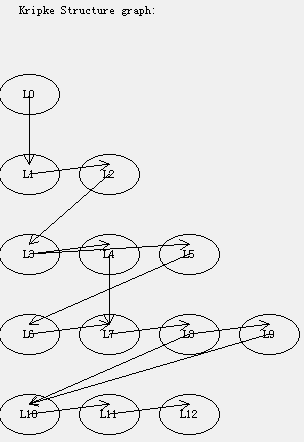 Kripke Structure graph:
L0
L1 L2
L3 L4 L5
L6 L7 L8 L9
L10 L11 L12